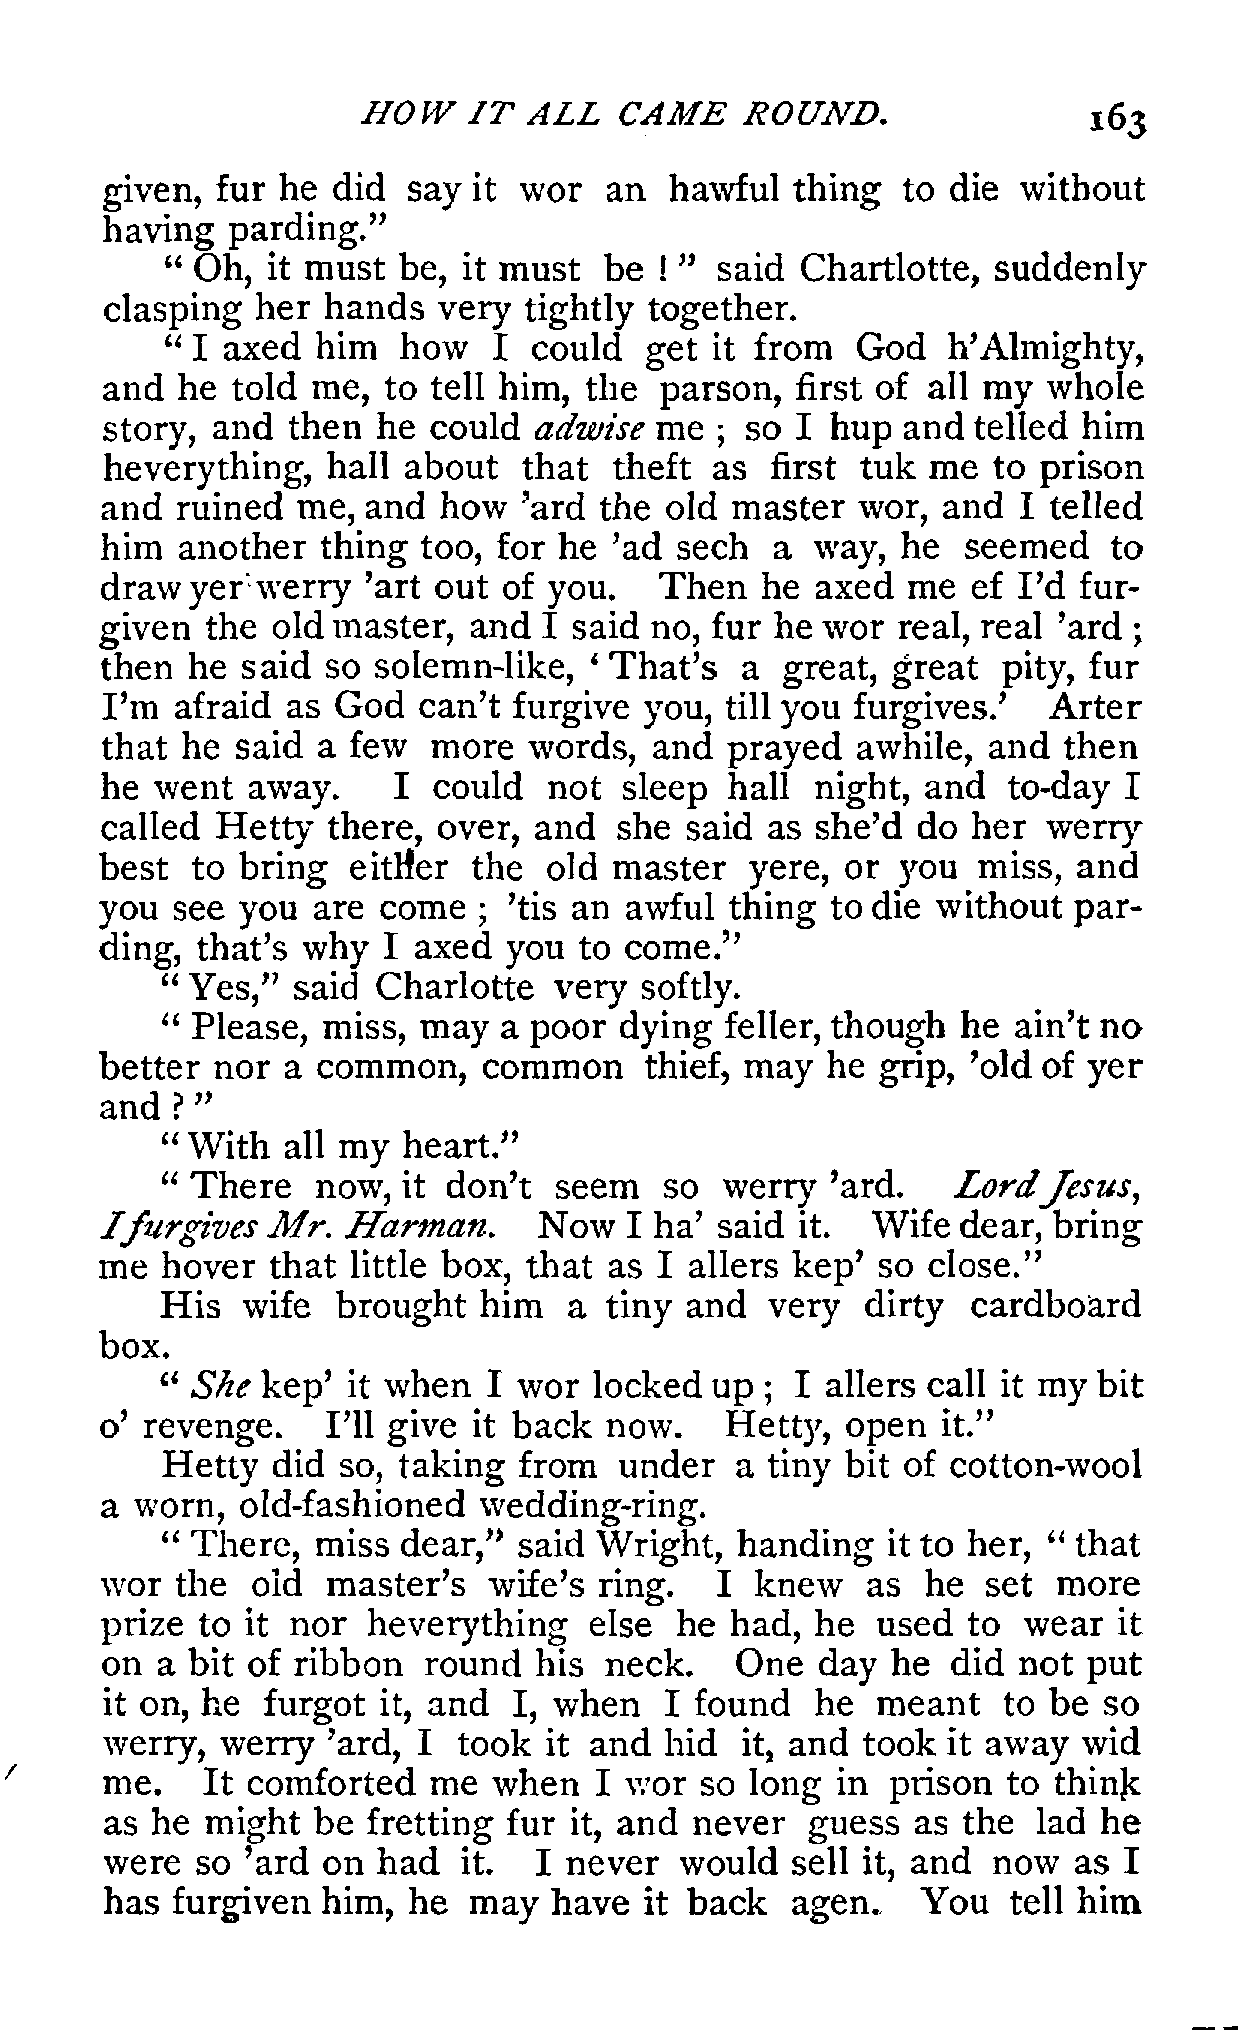 HOW IT ALL CAME ROUND. 163
given, fur he did say it wor an hawful thing to die without
having parding."
" Oh, it must be, it must be ! " said Chartlotte, suddenly
clasping her hands very tightly together.
" I axed him how I could get it from God h'Almighty,
and he told me, to tell him, the parson, first of all my whole
story, and then he could adwise me ; so I hup and telled him
heverything, hall about that theft as first tuk me to prison
and ruined me, and how 'ard the old master wor, and I telled
him another thing too, for he 'ad sech a way, he seemed to
draw yer werry 'art out of you. Then he axed me ef I'd fur-
given the old master, and I said no, fur he wor real, real 'ard ;
then he said so solemn-like, ' That's a great, great pity, fur
I'm afraid as God can't furgive you, till you furgives.' Arter
that he said a few more words, and prayed awhile, and then
he went away. I could not sleep hall night, and to-day I
called Hetty there, over, and she said as she'd do her werry
best to bring either the old master yere, or you miss, and
you see you are come ; 'tis an awful thing to die without par-
ding, that's why I axed you to come."
" Yes," said Charlotte very softly.
" Please, miss, may a poor dying feller, though he ain't no
better nor a common, common thief, may he grip, 'old of yer
and ? "
" With all my heart."
" There now, it don't seem so werry 'ard. Lord Jesus,
I furgives Mr. Harman. Now I ha' said it. Wife dear, bring
me hover that little box, that as I allers kep' so close."
His wife brought him a tiny and very dirty cardboard
box.
" She kep' it when I wor locked up ; I allers call it my bit
o' revenge. I'll give it back now. Hetty, open it."
Hetty did so, taking from under a tiny bit of cotton-wool
a worn, old-fashioned wedding-ring.
" There, miss dear," said Wright, handing it to her, " that
wor the old master's wife's ring. I knew as he set more
prize to it nor heverything else he had, he used to wear it
on a bit of ribbon round his neck. One day he did not put
it on, he furgot it, and I, when I found he meant to be so
werry, werry 'ard, I took it and hid it, and took it away wid
me. It comforted me when I wor so long in prison to think
as he might be fretting fur it, and never guess as the lad he
were so 'ard on had it. I never would sell it, and now as I
has furgiven him, he may have it back agen. You tell him